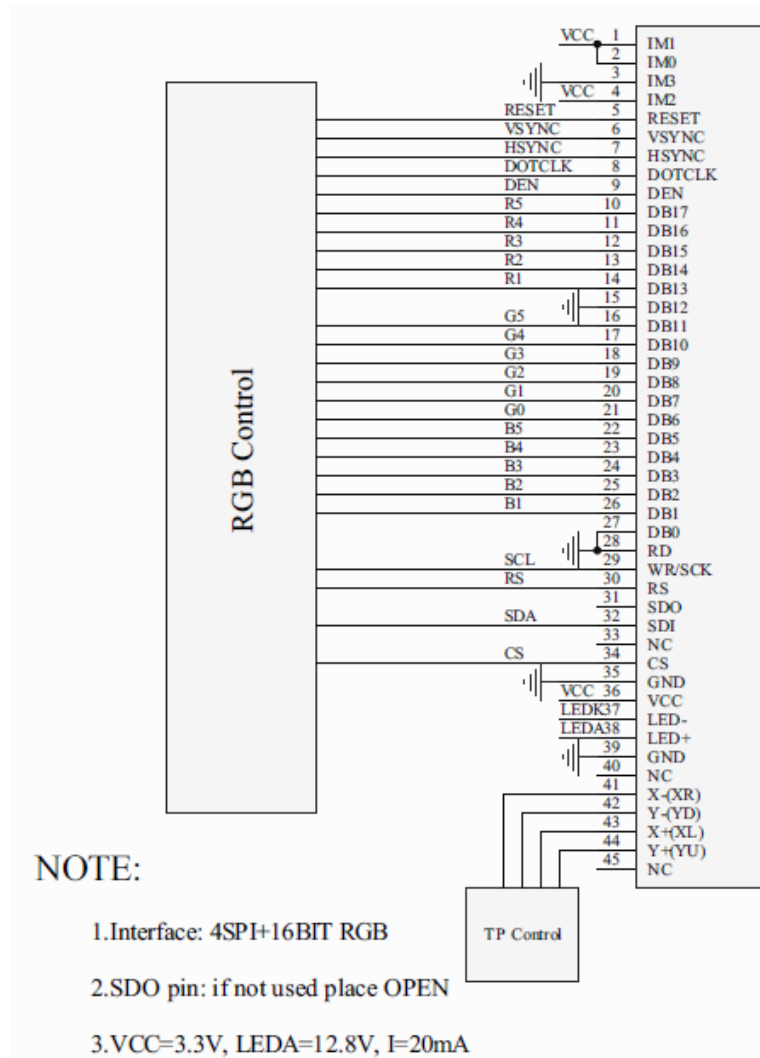 VCC 1 IM1
2 IM0
3 IM3
VCC 4 IM2
RESET 5 RESET
VSYNC 6 VSYNC
HSYNC 7 HSYNC
DOTCLK 8 DOTCLK
DEN 9 DEN
R5 10 DB17
R4 11 DB16
R3 12 DB15
R2 13 DB14
R1 14 DB13
15 DB12
G5 16 DB11
G4 17 DB10
G3 18 DB9
G2 19 DB8
G1 20 DB7
G0 21 DB6
B5 22 DB5
B4 23 DB4
B3 24 DB3
B2 25 DB2
B1 26 DB1
27 DB0
28 RD
SCL 29 WR/SCK
RS 30 RS
31 SDO
SDA 32 SDI
33 NC
CS 34 CS
35 GND
VCC 36 VCC
LEDK 37 LED-
LEDA 38 LED+
39 GND
40 NC
41 X-(XR)
42 Y-(YD)
43 X+(XL)
44 Y+(YU)
45 NC
RGB Control
TP Control
NOTE:
1.Interface: 4SPI+16BIT RGB
2.SDO pin: if not used place OPEN
3.VCC=3.3V, LEDA=12.8V, I=20mA